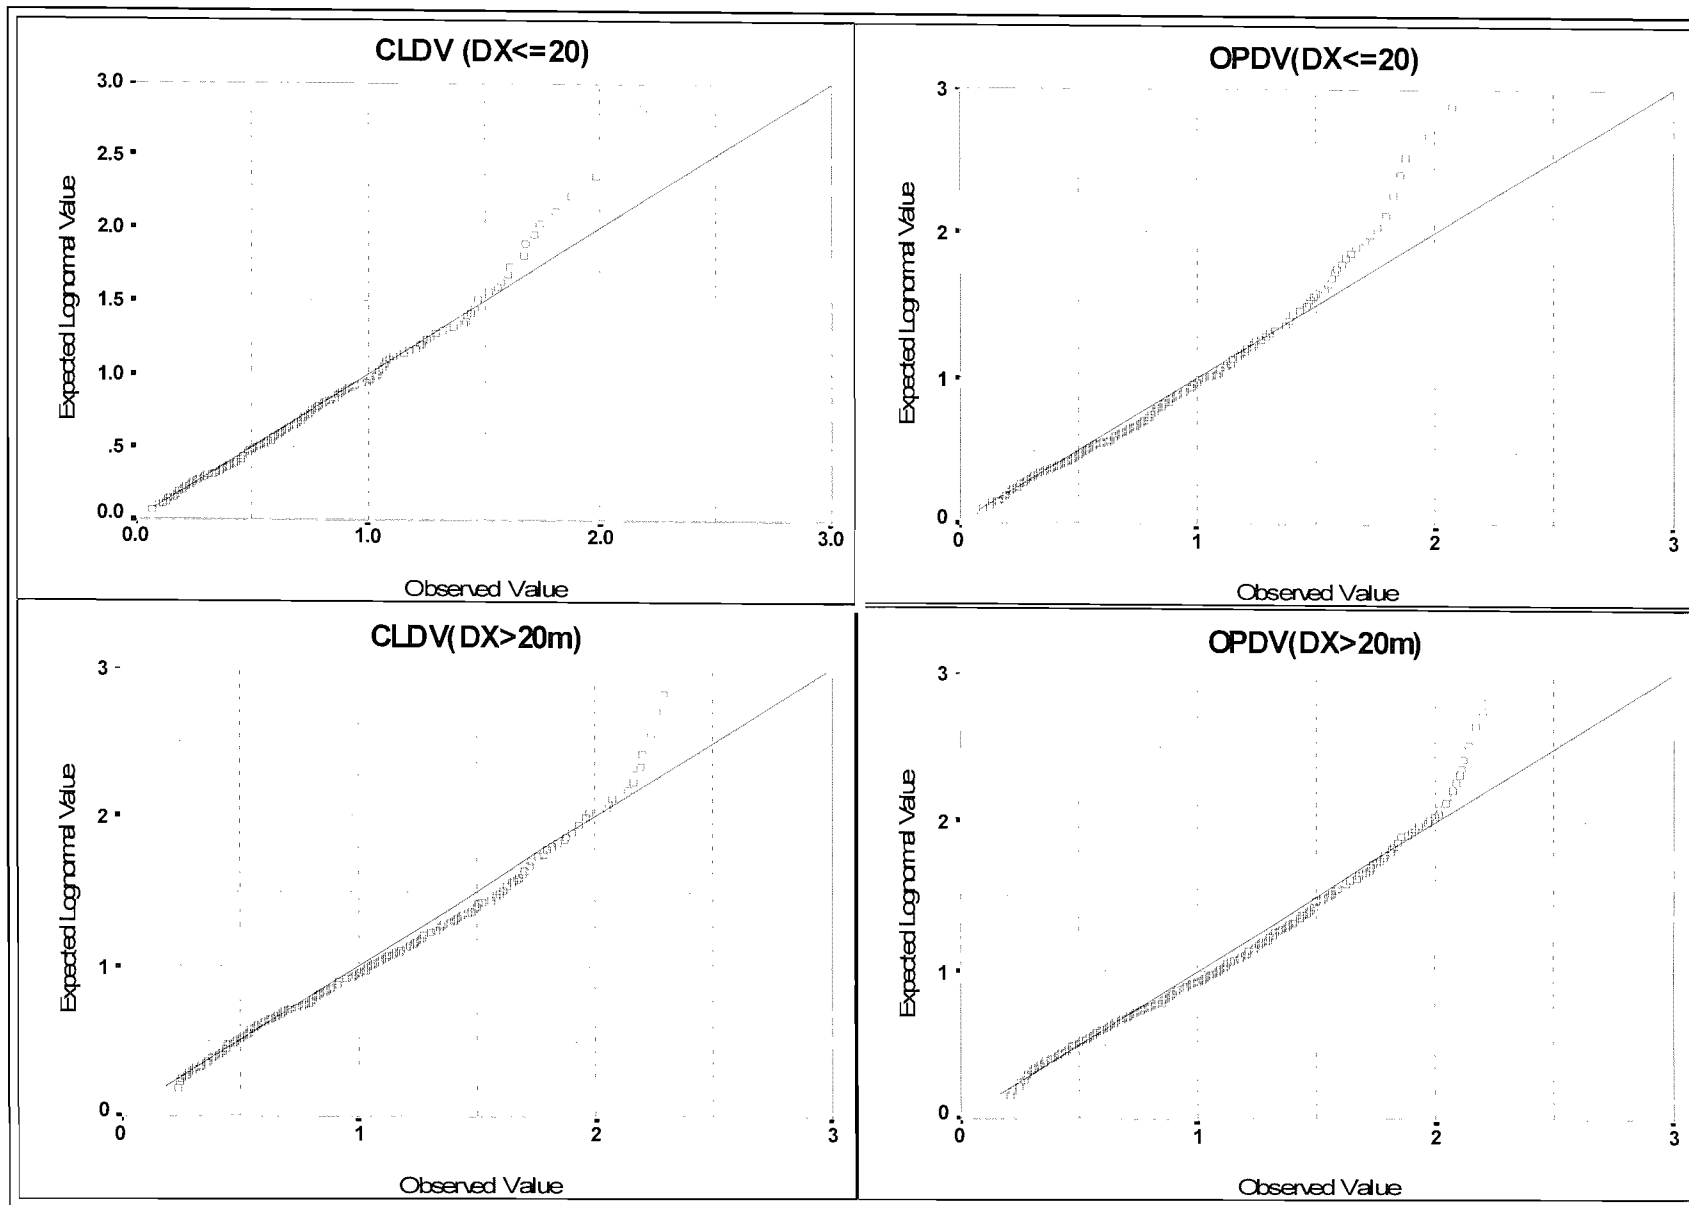 CLDV (DX<=20)
3.0
2.5
2.0
1.5
1.0
.5
0.0
0.0 1.0 2.0 3.0
Expected Lognormal Value
Observed Value
OPDV(DX<=20)
3
2
1
0
0 1 2 3
Expected Lognormal Value
Observed Value
CLDV(DX>20m)
3
2
1
0
0 1 2 3
Expected Lognormal Value
Observed Value
OPDV(DX>20m)
3
2
1
0
0 1 2 3
Expected Lognormal Value
Observed Value